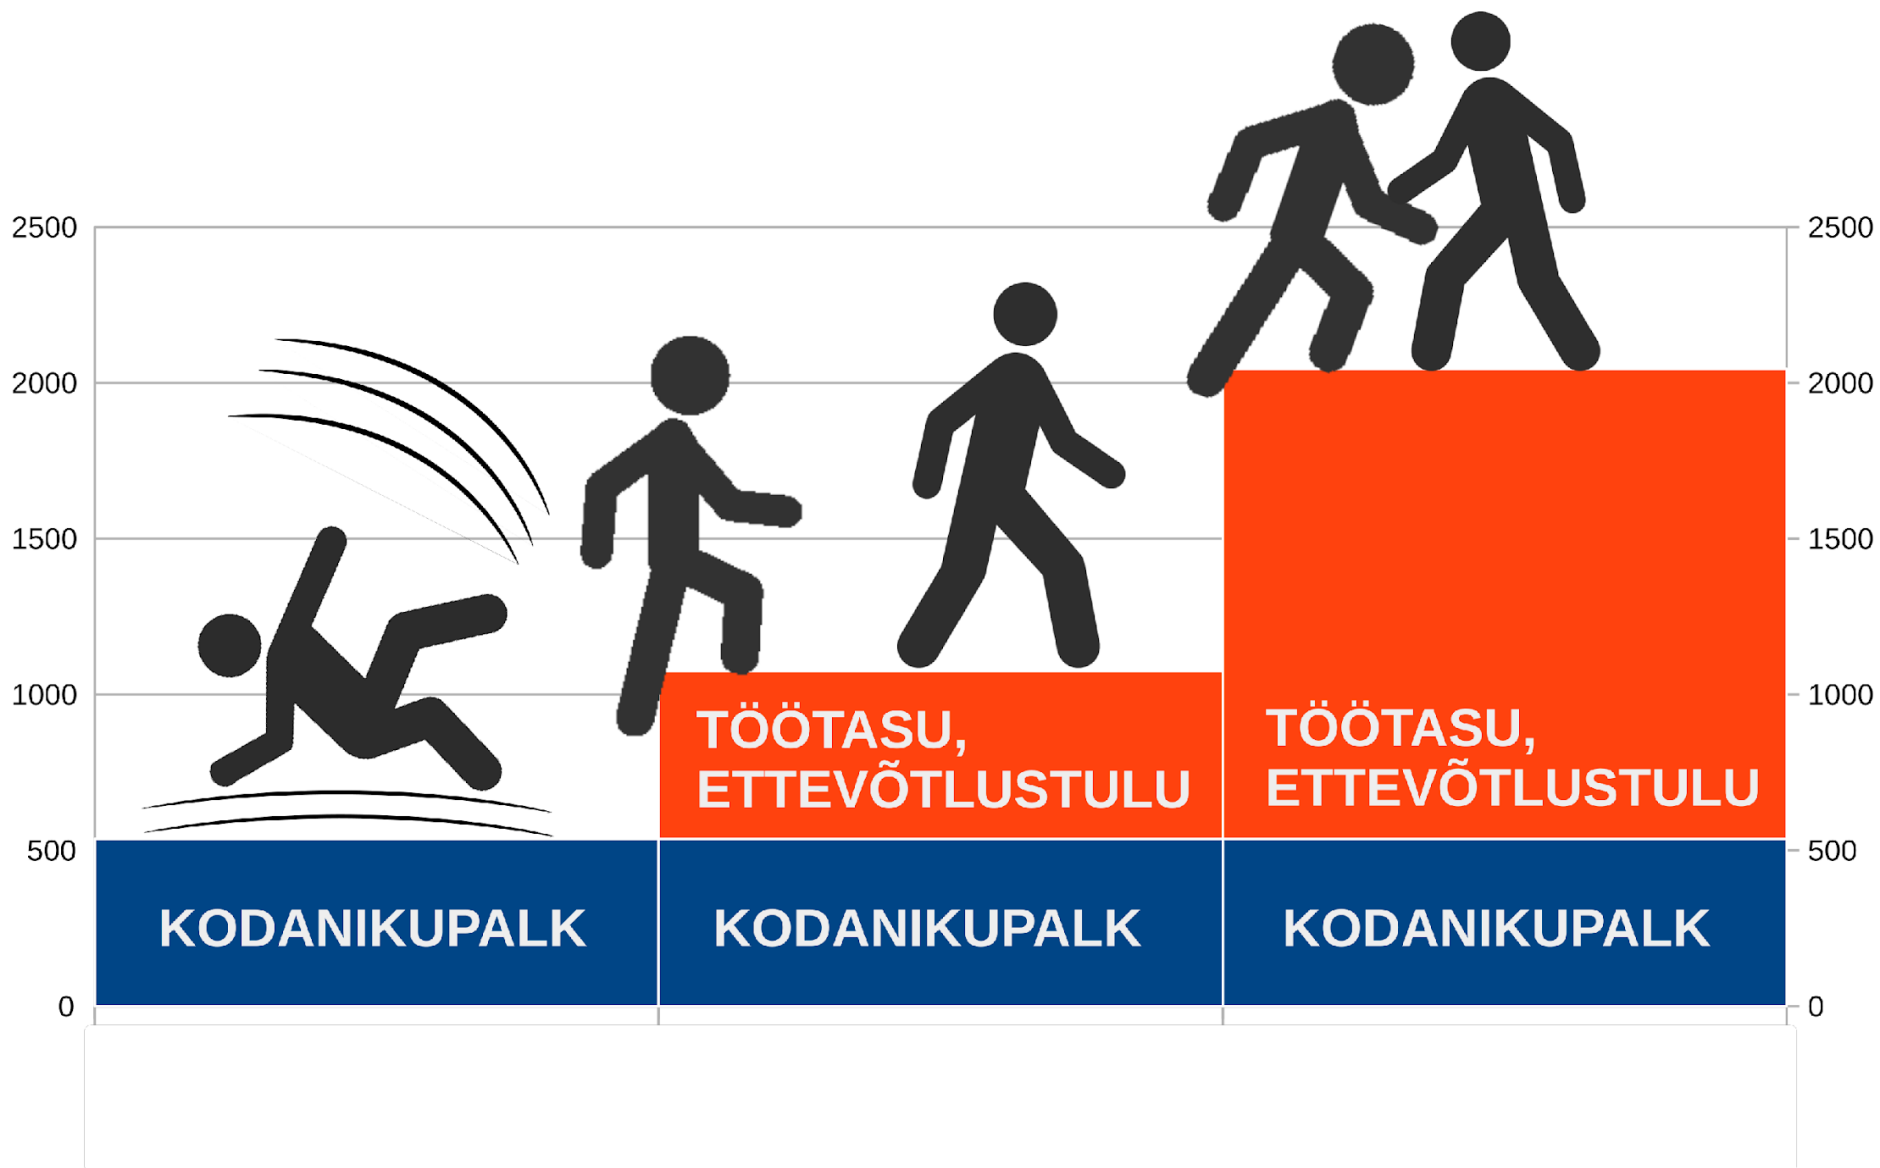 2500 2500
2000 2000
1500 1500
1000 1000
TÖÖTASU, TÖÖTASU,
ETTEVÕTLUSTULU ETTEVÕTLUSTULU
500 500
KODANIKUPALK KODANIKUPALK KODANIKUPALK
0 0